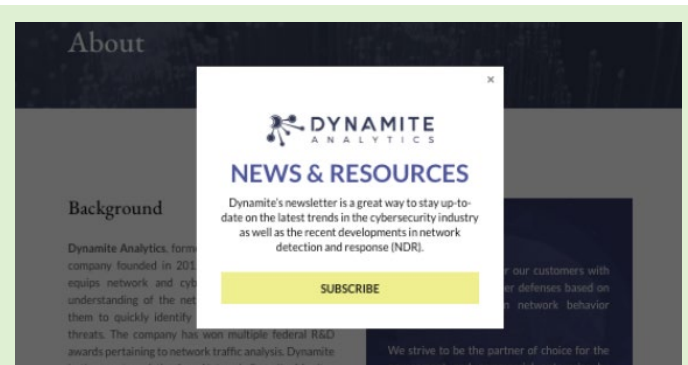 About
×
DYNAMITE
ANALYTICS
NEWS & RESOURCES
Dynamite's newsletter is a great way to stay up-to-
date on the latest trends in the cybersecurity industry
as well as the recent developments in network
detection and response (NDR).
SUBSCRIBE
Background
Dynamite Analytics, form
company founded in 201
equips network and cyb
understanding of the net
them to quickly identify
threats. The company has won multiple federal R&D
awards pertaining to network traffic analysis. Dynamite
r our customers with
er defenses based on
n network behavior
We strive to be the partner of choice for the